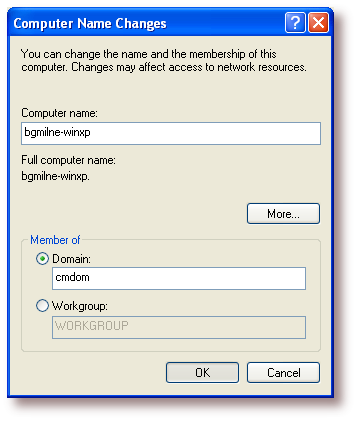 Computer Name Changes
You can change the name and the membership of this
computer. Changes may affect access to network resources.
Computer name:
bgmilne-winxp
Full computer name:
bgmilne-winxp.
More...
Member of
Domain:
cmdom
Workgroup:
WORKGROUP
OK Cancel